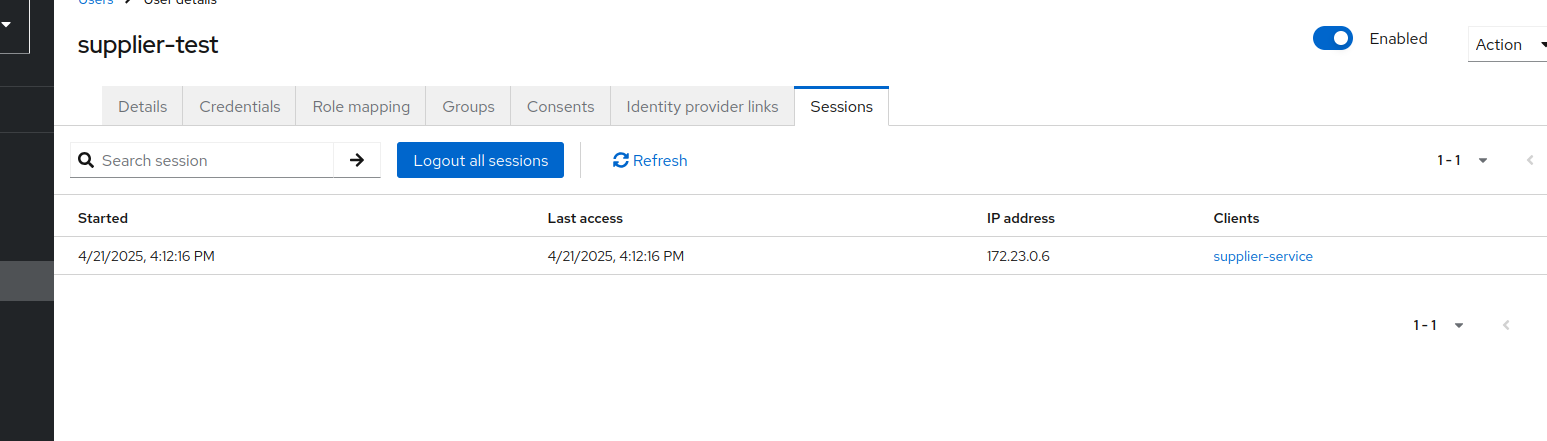 Users > User details
supplier-test
Enabled
Action
Details Credentials Role mapping Groups Consents Identity provider links Sessions
Search session Logout all sessions Refresh 1 - 1
Started Last access IP address Clients
4/21/2025, 4:12:16 PM 4/21/2025, 4:12:16 PM 172.23.0.6 supplier-service
1 - 1